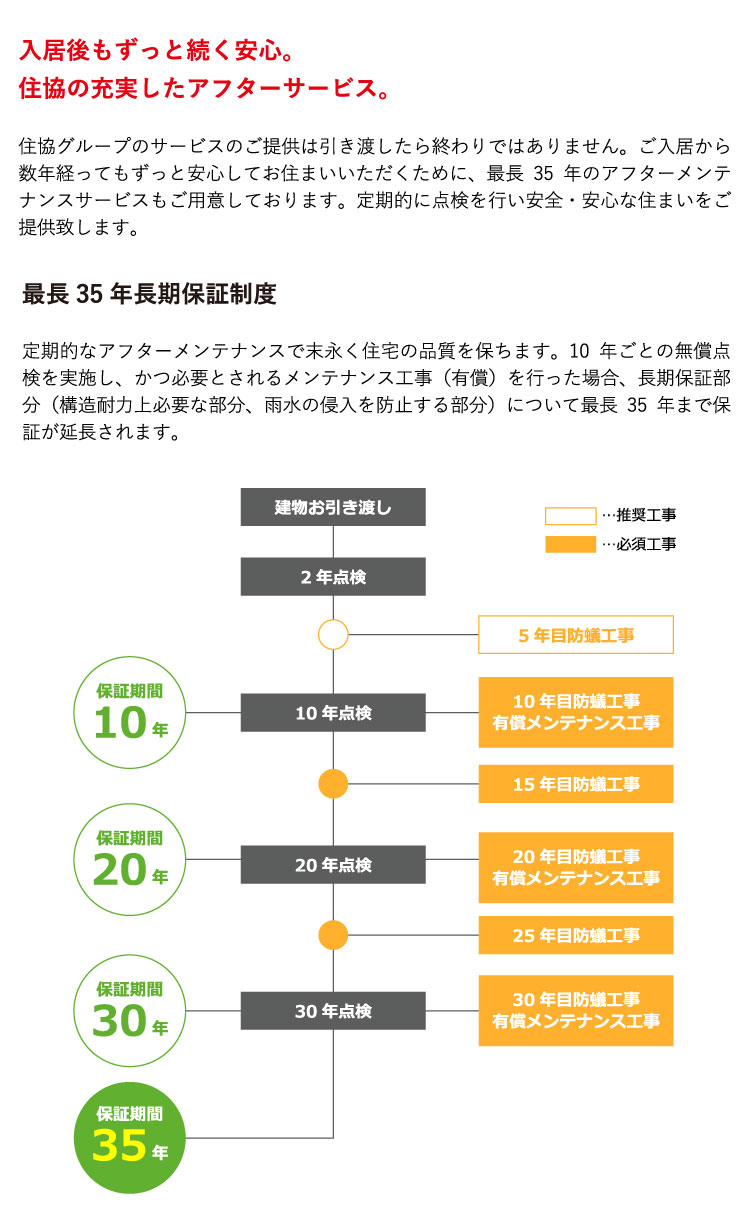 入居後もずっと続く安心。
住協の充実したアフターサービス。
住協グループのサービスのご提供は引き渡したら終わりではありません。ご入居から
数年経ってもずっと安心してお住まいいただくために、最長 35 年のアフターメンテ
ナンスサービスもご用意しております。定期的に点検を行い安全・安心な住まいをご
提供致します。
最長 35 年長期保証制度
定期的なアフターメンテナンスで末永く住宅の品質を保ちます。10 年ごとの無償点
検を実施し、かつ必要とされるメンテナンス工事（有償）を行った場合、長期保証部
分（構造耐力上必要な部分、雨水の侵入を防止する部分）について最長 35 年まで保
証が延長されます。
建物お引き渡し
…推奨工事
…必須工事
2 年点検
5 年目防蟻工事
保証期間
10 年
10 年点検
10 年目防蟻工事
有償メンテナンス工事
15 年目防蟻工事
保証期間
20 年
20 年点検
20 年目防蟻工事
有償メンテナンス工事
25 年目防蟻工事
保証期間
30 年
30 年点検
30 年目防蟻工事
有償メンテナンス工事
保証期間
35 年